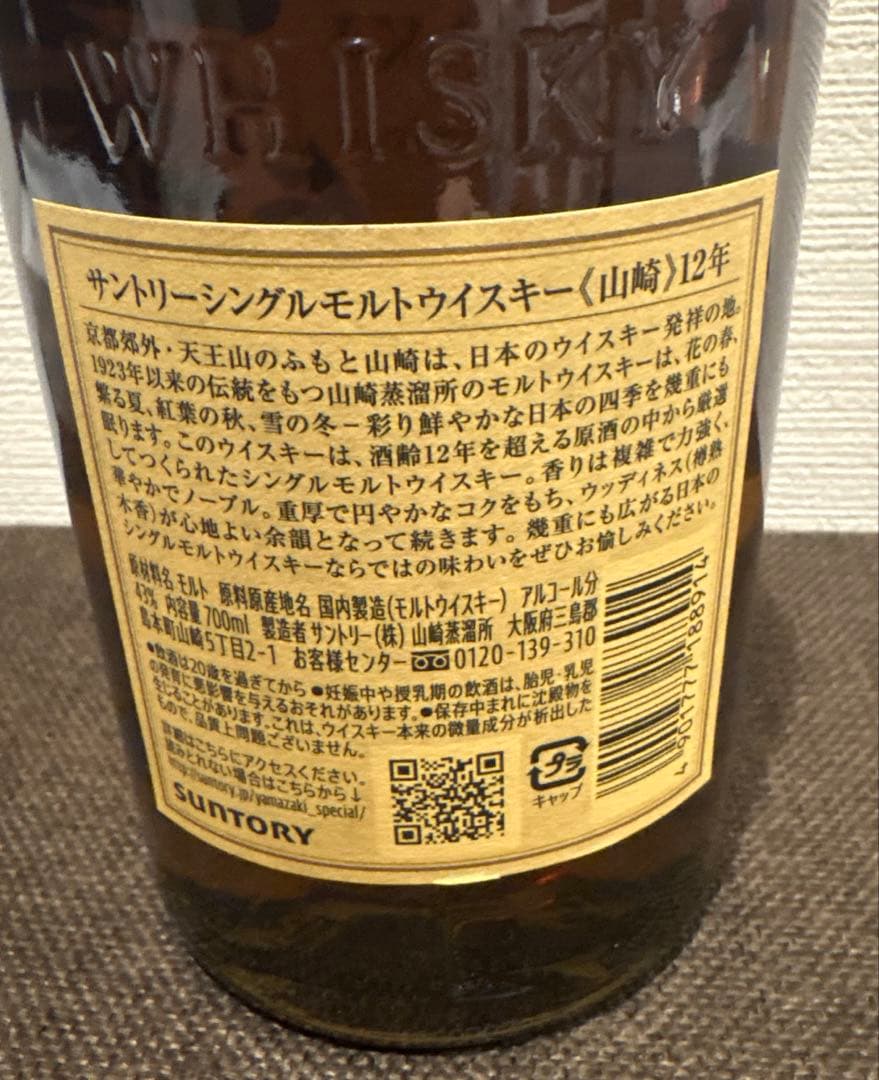 WHISKY
サントリーシングルモルトウイスキー《山崎》12年
京都郊外・天王山のふもと山崎は、日本のウイスキー発祥の地。
1923年以来の伝統をもつ山崎蒸溜所のモルトウイスキーは、花の春、
繁る夏、紅葉の秋、雪の冬−彩り鮮やかな日本の四季を幾重にも
眠ります。このウイスキーは、酒齢12年を超える原酒の中から厳選
してつくられたシングルモルトウイスキー。香りは複雑で力強く、
華やかでノーブル。重厚で円やかなコクをもち、ウッディネス(樽熟
木香)が心地よい余韻となって続きます。幾重にも広がる日本の
シングルモルトウイスキーならではの味わいをぜひお愉しみください。
原材料名 モルト 原料原産地名 国内製造(モルトウイスキー) アルコール分
43% 内容量700ml 製造者 サントリー(株) 山崎蒸溜所 大阪府三島郡
島本町山崎5丁目2-1 お客様センター 0120-139-310
●飲酒は20歳を過ぎてから ●妊娠中や授乳期の飲酒は、胎児・乳児
の発育に悪影響を与えるおそれがあります。●保存中まれに沈殿物を
生じることがあります。これは、ウイスキー本来の微量成分が析出した
もので、品質上問題ございません。
詳細はこちらにアクセスください。
読みとれない場合はこちらから↓
http://suntory.jp/yamazaki_special/
SUNTORY
プラ
キャップ
4901777188914